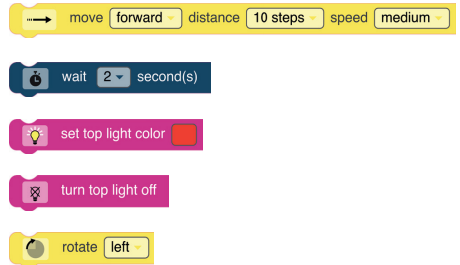 move forward distance 10 steps speed medium
wait 2 second(s)
set top light color
turn top light off
rotate left